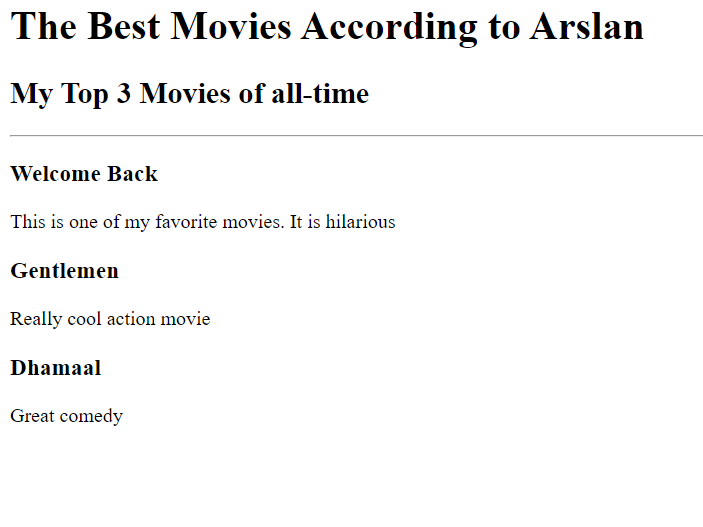 The Best Movies According to Arslan
My Top 3 Movies of all-time
Welcome Back
This is one of my favorite movies. It is hilarious
Gentlemen
Really cool action movie
Dhamaal
Great comedy